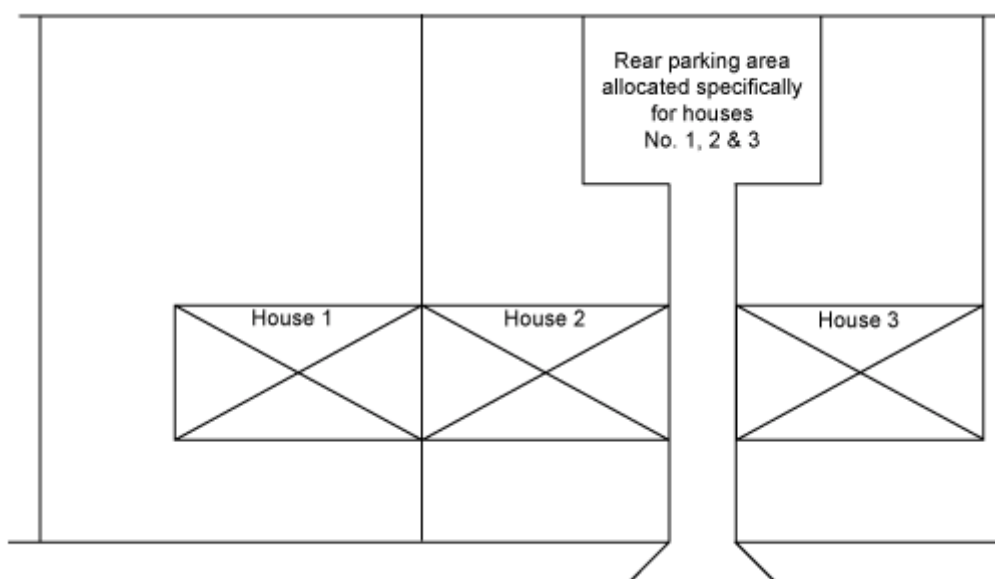 Rear parking area
allocated specifically
for houses
No. 1, 2 & 3
House 1
House 2
House 3